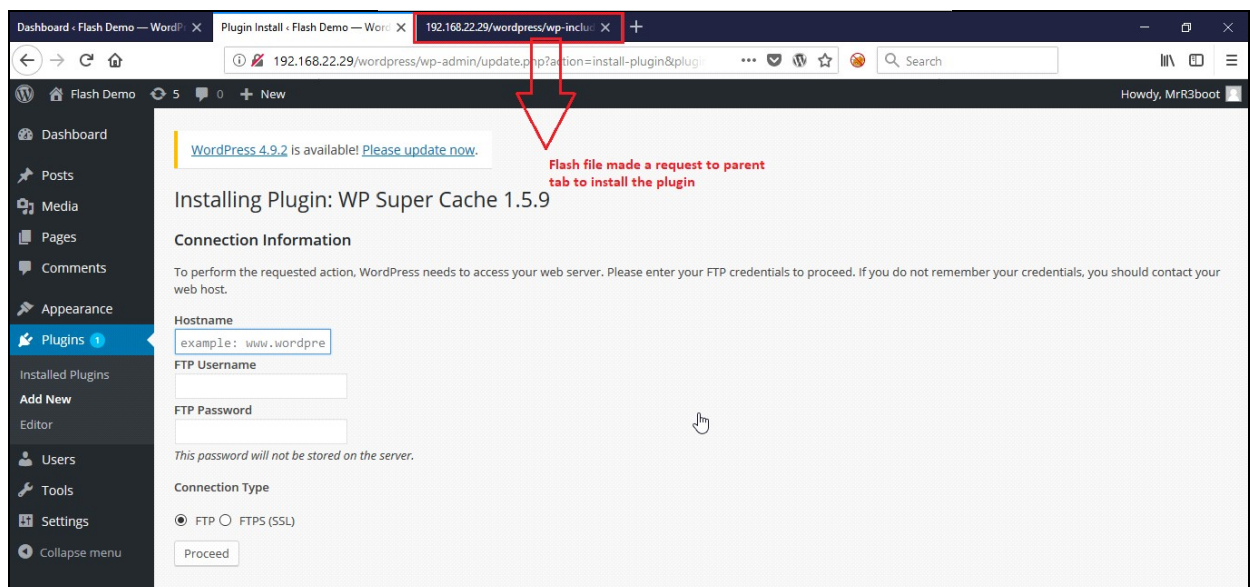 Dashboard ‹ Flash Demo — WordPr
Plugin Install ‹ Flash Demo — Word
192.168.22.29/wordpress/wp-includ
192.168.22.29/wordpress/wp-admin/update.php?action=install-plugin&plugi
Search
Flash Demo
5
0
+ New
Howdy, MrR3boot
Dashboard
Posts
Media
Pages
Comments
Appearance
Plugins 1
Installed Plugins
Add New
Editor
Users
Tools
Settings
Collapse menu
WordPress 4.9.2 is available! Please update now.
Flash file made a request to parent
tab to install the plugin
Installing Plugin: WP Super Cache 1.5.9
Connection Information
To perform the requested action, WordPress needs to access your web server. Please enter your FTP credentials to proceed. If you do not remember your credentials, you should contact your
web host.
Hostname
example: www.wordpre
FTP Username
FTP Password
This password will not be stored on the server.
Connection Type
FTP FTPS (SSL)
Proceed